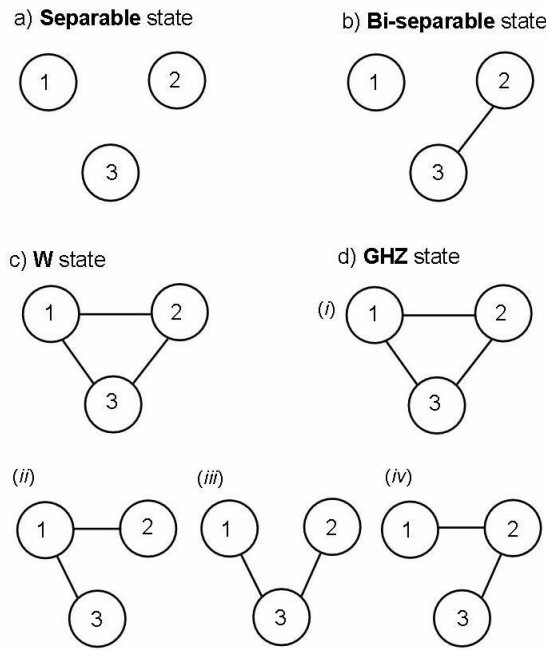 a) Separable state
b) Bi-separable state
1
2
3
1
2
3
c) W state
d) GHZ state
(i)
1
2
3
1
2
3
(ii)
(iii)
(iv)
1
2
3
1
2
3
1
2
3